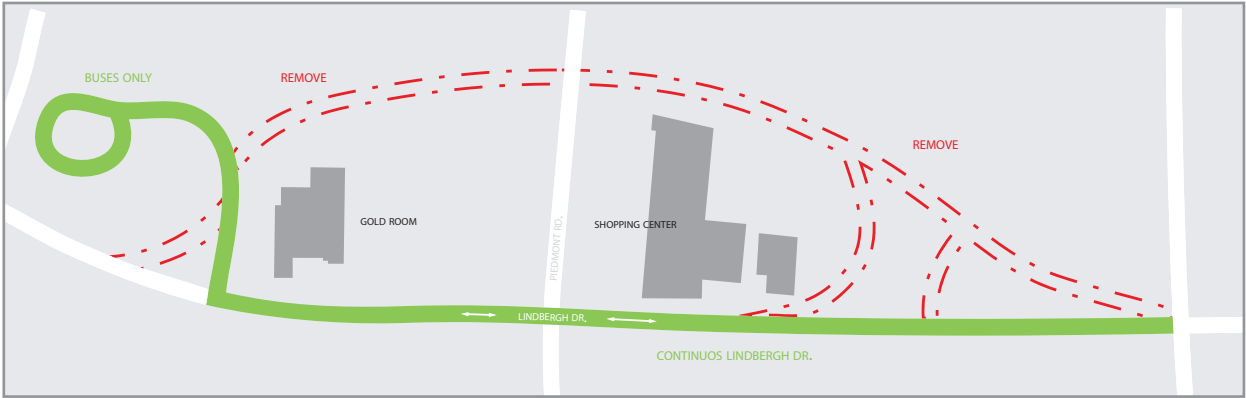 BUSES ONLY
REMOVE
REMOVE
GOLD ROOM
SHOPPING CENTER
PIEDMONT RD.
LINDBERGH DR.
CONTINUOS LINDBERGH DR.